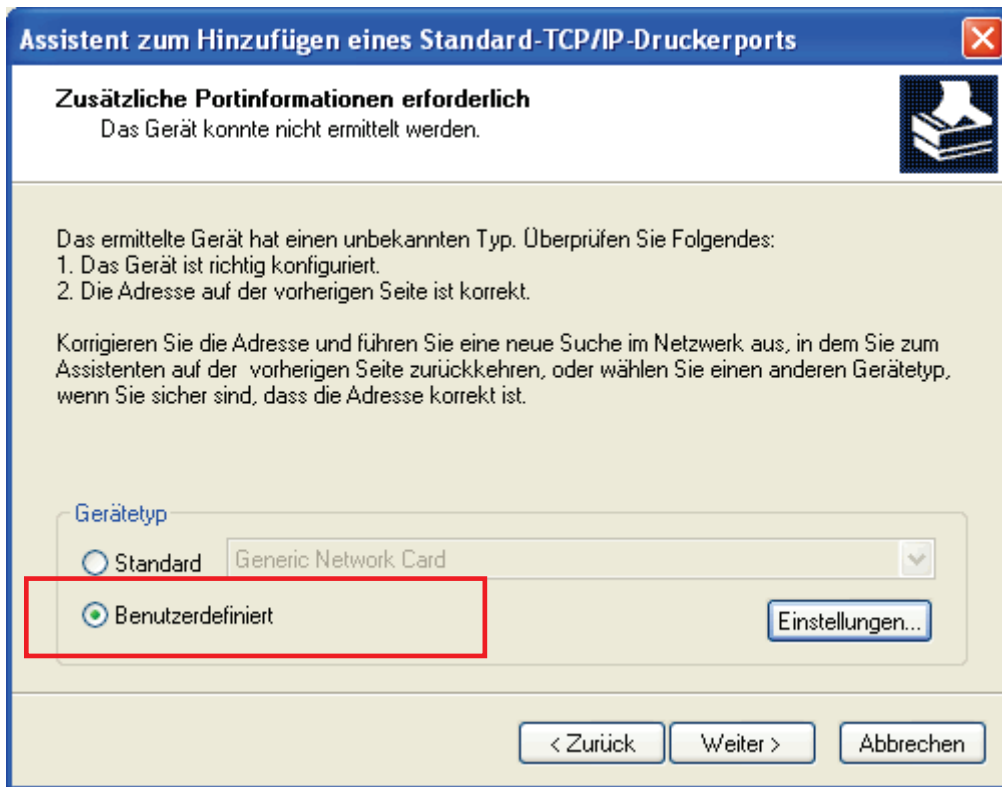 Assistent zum Hinzufügen eines Standard-TCP/IP-Druckerports
Zusätzliche Portinformationen erforderlich
Das Gerät konnte nicht ermittelt werden.
Das ermittelte Gerät hat einen unbekannten Typ. Überprüfen Sie Folgendes:
1. Das Gerät ist richtig konfiguriert.
2. Die Adresse auf der vorherigen Seite ist korrekt.
Korrigieren Sie die Adresse und führen Sie eine neue Suche im Netzwerk aus, in dem Sie zum
Assistenten auf der vorherigen Seite zurückkehren, oder wählen Sie einen anderen Gerätetyp,
wenn Sie sicher sind, dass die Adresse korrekt ist.
Gerätetyp
Standard Generic Network Card
Benutzerdefiniert Einstellungen...
< Zurück Weiter > Abbrechen